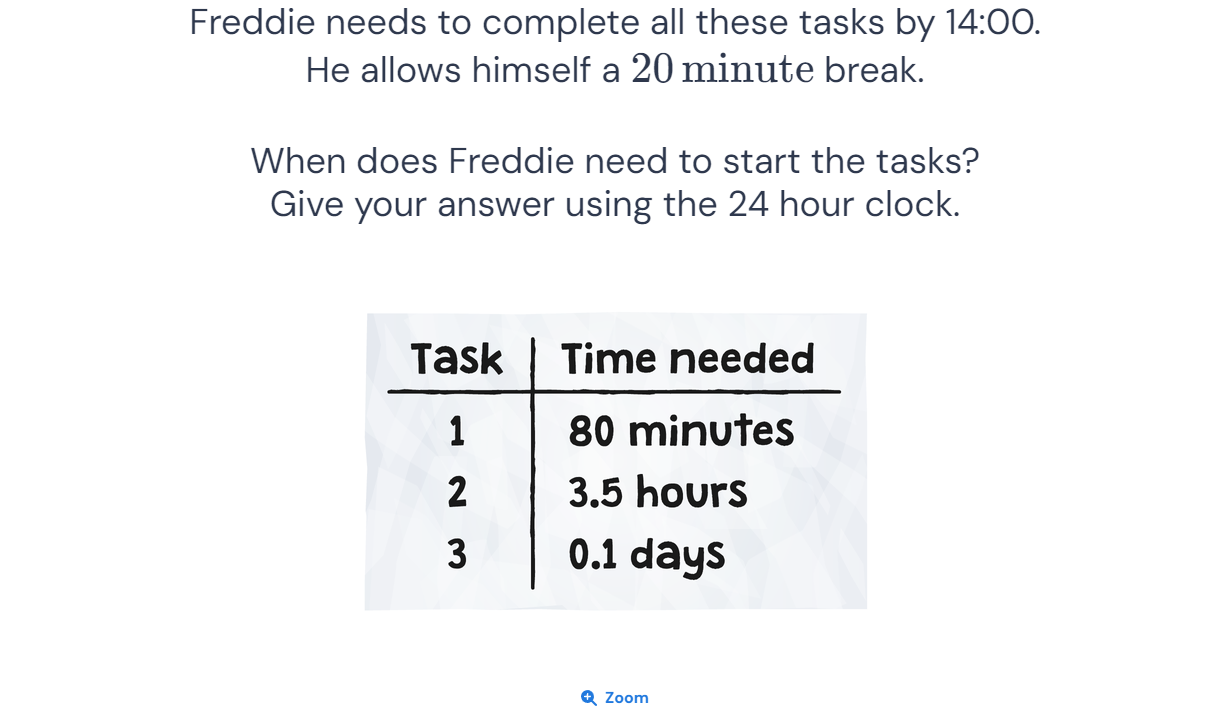 Freddie needs to complete all these tasks by 14:00.
He allows himself a 20 minute break.
When does Freddie need to start the tasks?
Give your answer using the 24 hour clock.
Task Time needed
1 80 minutes
2 3.5 hours
3 0.1 days
Zoom